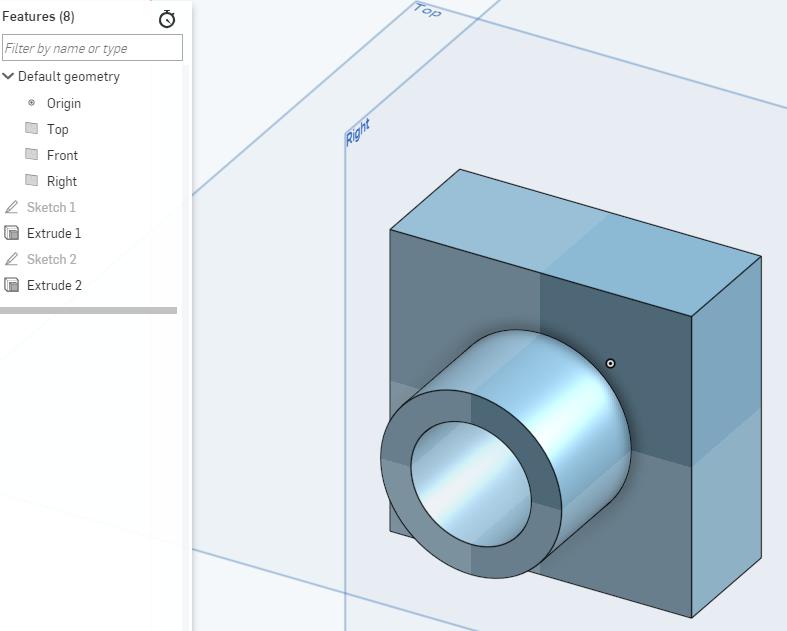 Features (8)
Filter by name or type
Default geometry
Origin
Top
Front
Right
Sketch 1
Extrude 1
Sketch 2
Extrude 2
Top
Right